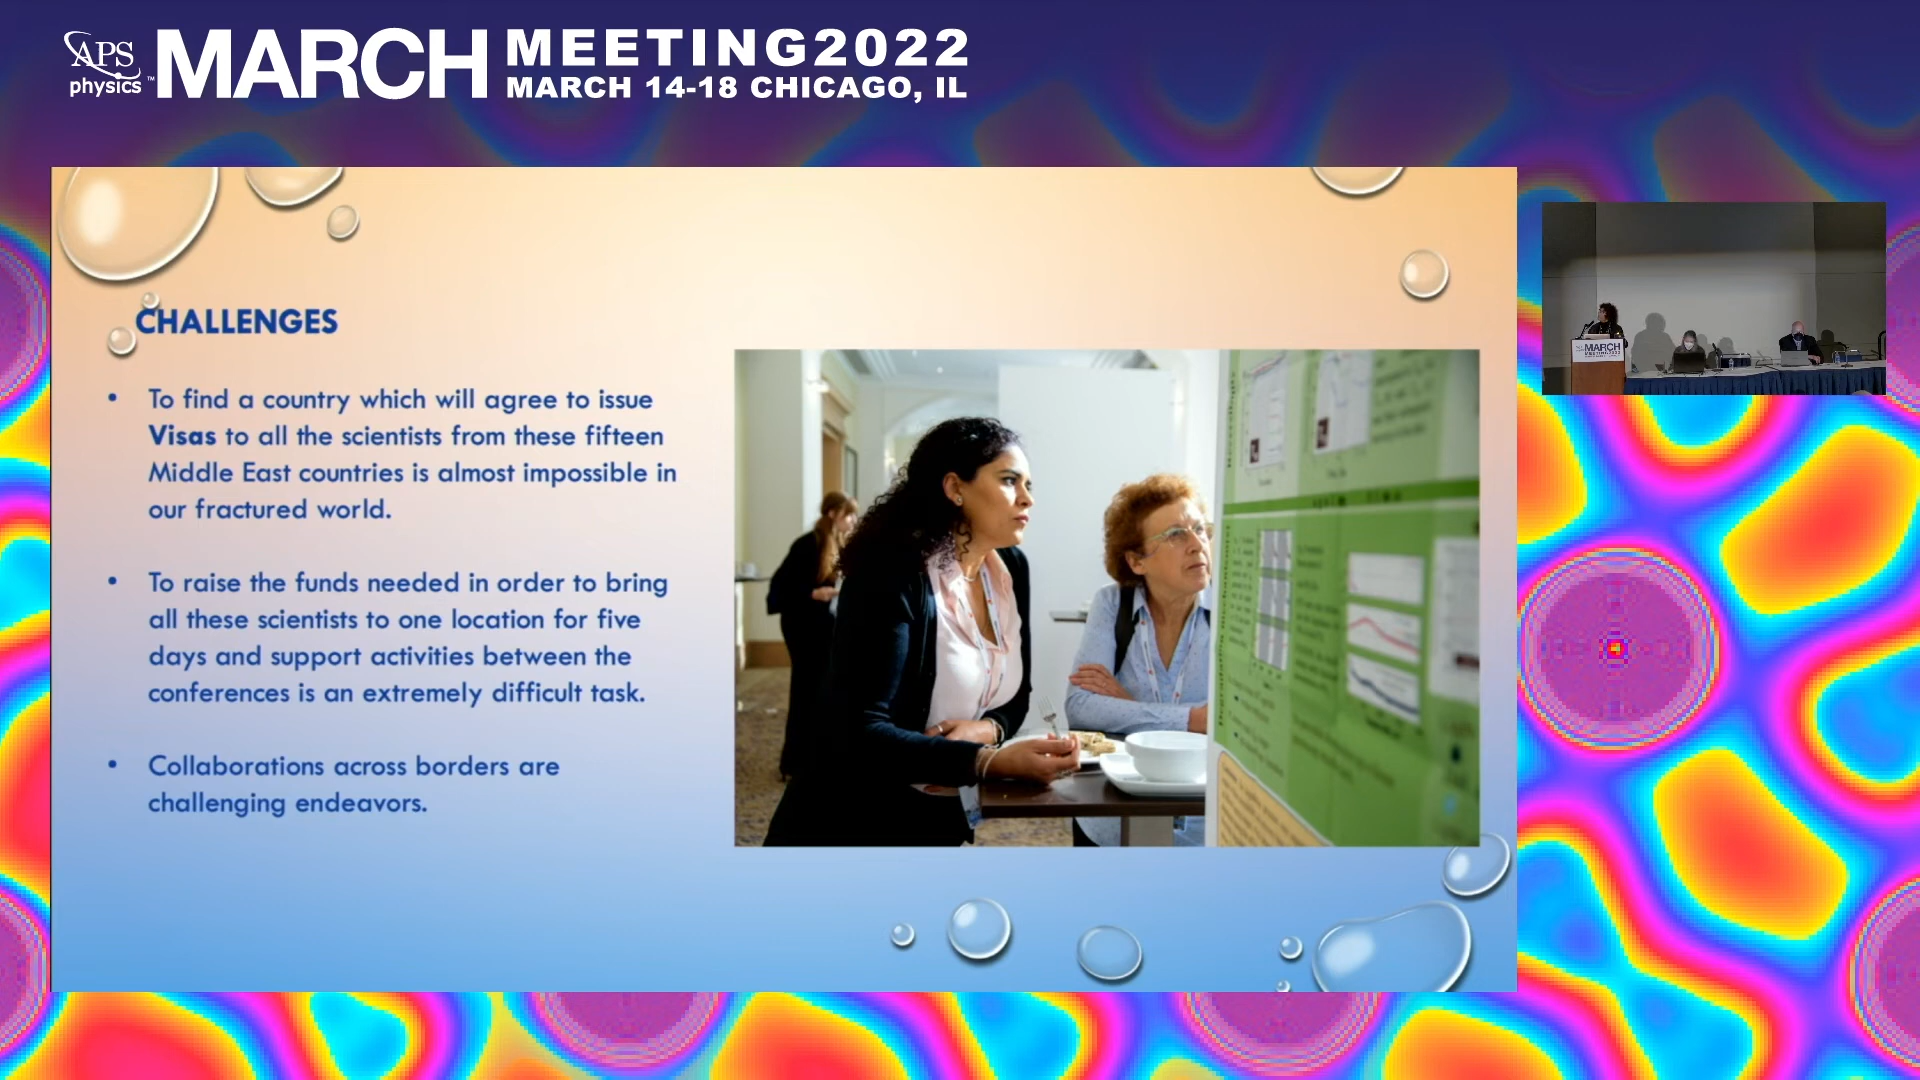 APS
physics™
MARCH
MEETING2022
MARCH 14-18 CHICAGO, IL
CHALLENGES
• To find a country which will agree to issue
Visas to all the scientists from these fifteen
Middle East countries is almost impossible in
our fractured world.
• To raise the funds needed in order to bring
all these scientists to one location for five
days and support activities between the
conferences is an extremely difficult task.
• Collaborations across borders are
challenging endeavors.
MARCH
MEETING2022